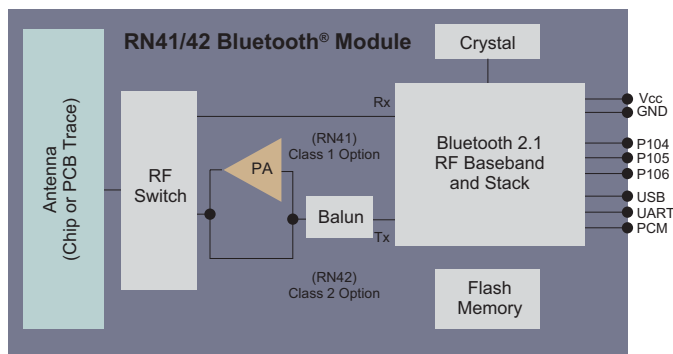 RN41/42 Bluetooth® Module
Crystal
Antenna
(Chip or PCB Trace)
RF
Switch
Rx
(RN41)
Class 1 Option
PA
Balun
Tx
(RN42)
Class 2 Option
Bluetooth 2.1
RF Baseband
and Stack
Flash
Memory
Vcc
GND
P104
P105
P106
USB
UART
PCM